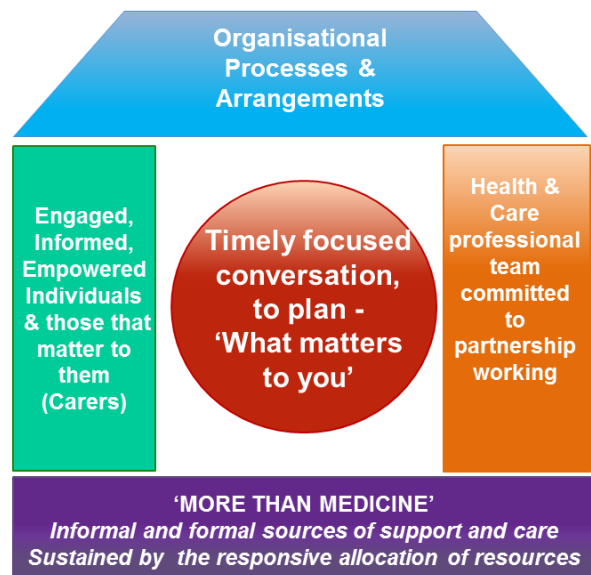 Organisational
Processes &
Arrangements
Engaged,
Informed,
Empowered
Individuals
& those that
matter to
them
(Carers)
Timely focused
conversation,
to plan -
‘What matters
to you’
Health &
Care
professional
team
committed
to
partnership
working
‘MORE THAN MEDICINE’
Informal and formal sources of support and care
Sustained by the responsive allocation of resources